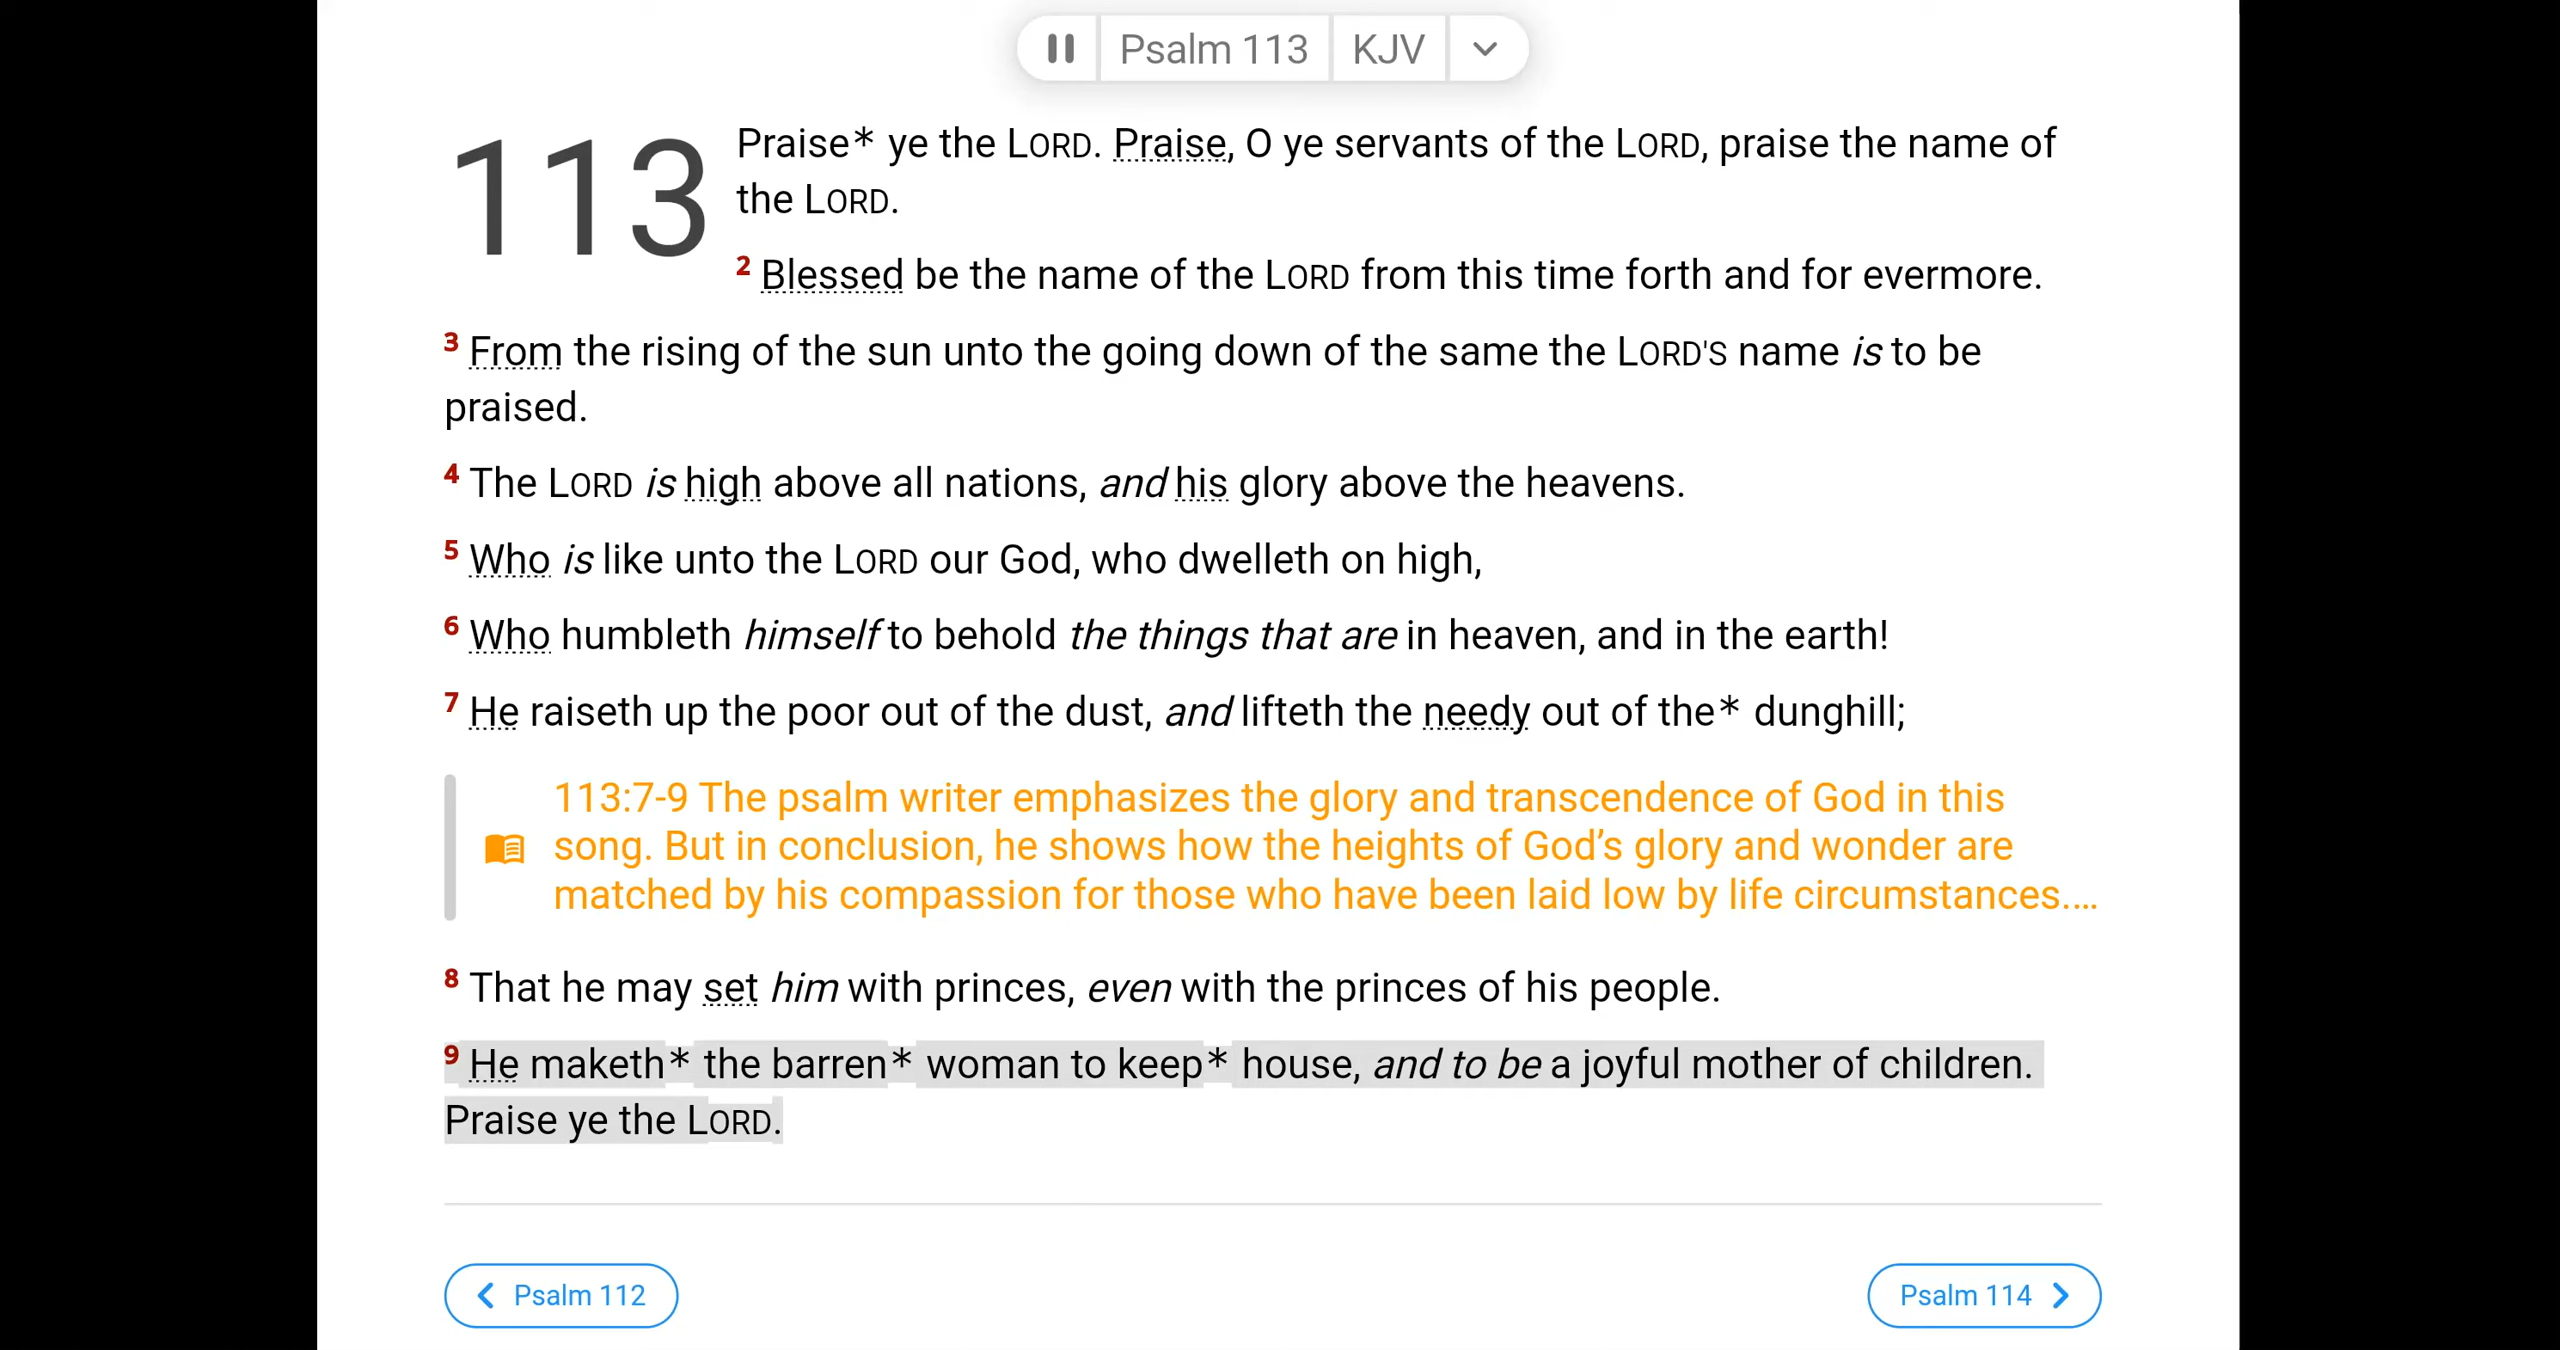 Psalm 113 KJV
113
Praise* ye the LORD. Praise, O ye servants of the LORD, praise the name of
the LORD.
2 Blessed be the name of the LORD from this time forth and for evermore.
3 From the rising of the sun unto the going down of the same the LORD'S name is to be
praised.
4 The LORD is high above all nations, and his glory above the heavens.
5 Who is like unto the LORD our God, who dwelleth on high,
6 Who humbleth himself to behold the things that are in heaven, and in the earth!
7 He raiseth up the poor out of the dust, and lifteth the needy out of the* dunghill;
113:7-9 The psalm writer emphasizes the glory and transcendence of God in this
song. But in conclusion, he shows how the heights of God’s glory and wonder are
matched by his compassion for those who have been laid low by life circumstances....
8 That he may set him with princes, even with the princes of his people.
9 He maketh* the barren* woman to keep* house, and to be a joyful mother of children.
Praise ye the LORD.
Psalm 112
Psalm 114